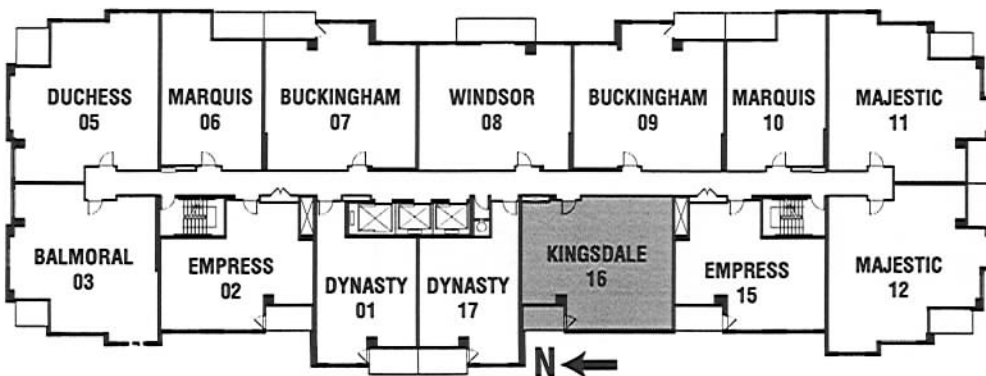 DUCHESS
05
MARQUIS
06
BUCKINGHAM
07
WINDSOR
08
BUCKINGHAM
09
MARQUIS
10
MAJESTIC
11
BALMORAL
03
EMPRESS
02
DYNASTY
01
DYNASTY
17
KINGSDALE
16
EMPRESS
15
MAJESTIC
12
N